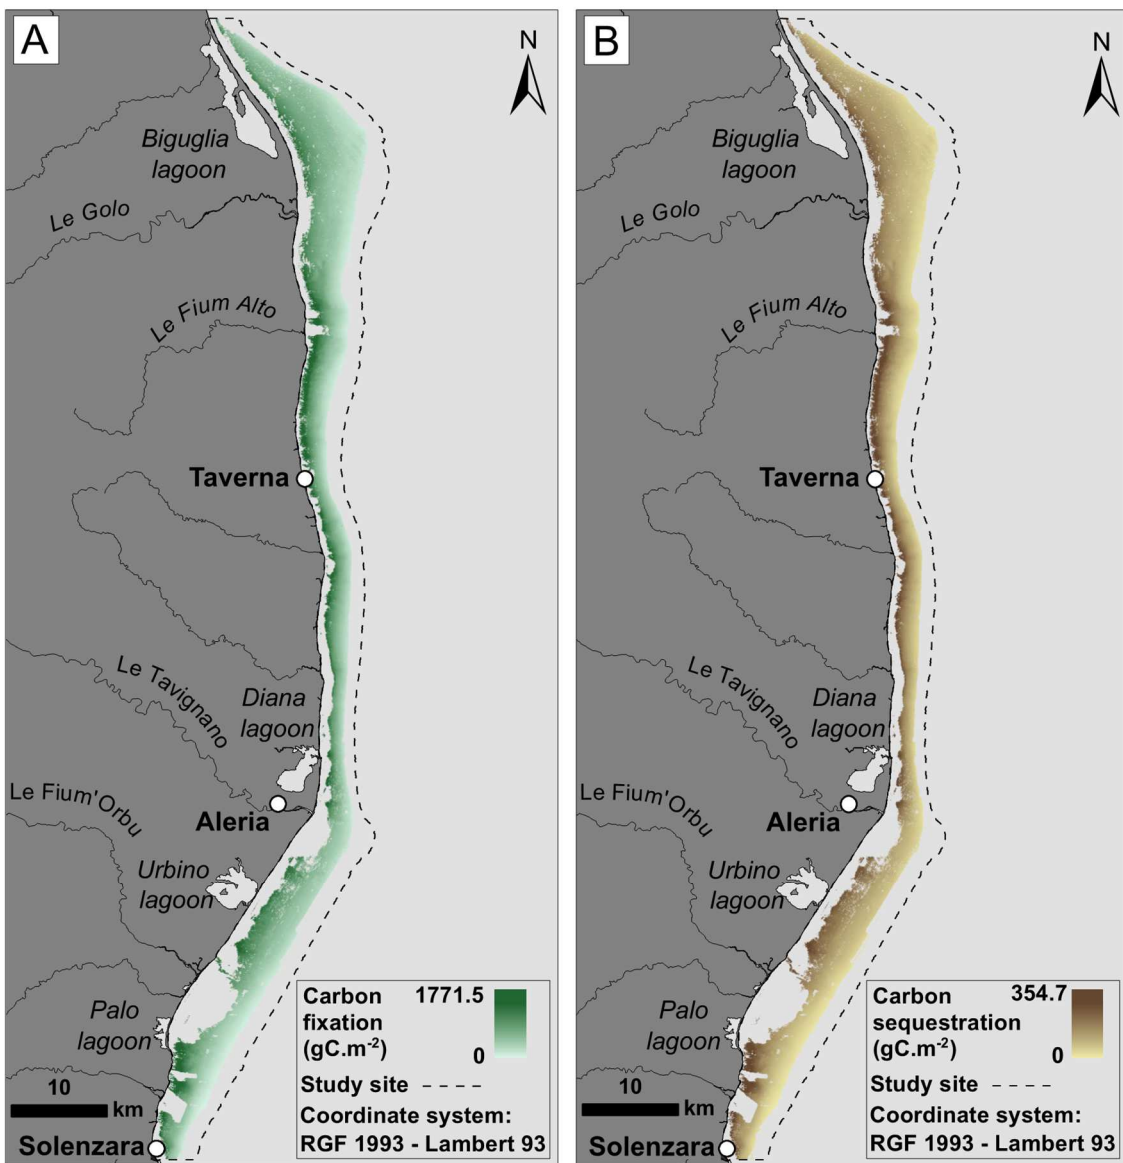 A
N
Biguglia
lagoon
Le Golo
Le Fium Alto
Taverna
Le Tavignano
Diana
lagoon
Le Fium'Orbu
Aleria
Urbino
lagoon
Palo
lagoon
10
km
Solenzara
Carbon 1771.5
fixation
(gC.m⁻²) 0
Study site
Coordinate system:
RGF 1993 - Lambert 93
B
N
Biguglia
lagoon
Le Golo
Le Fium Alto
Taverna
Le Tavignano
Diana
lagoon
Le Fium'Orbu
Aleria
Urbino
lagoon
Palo
lagoon
10
km
Solenzara
Carbon 354.7
sequestration
(gC.m⁻²) 0
Study site
Coordinate system:
RGF 1993 - Lambert 93